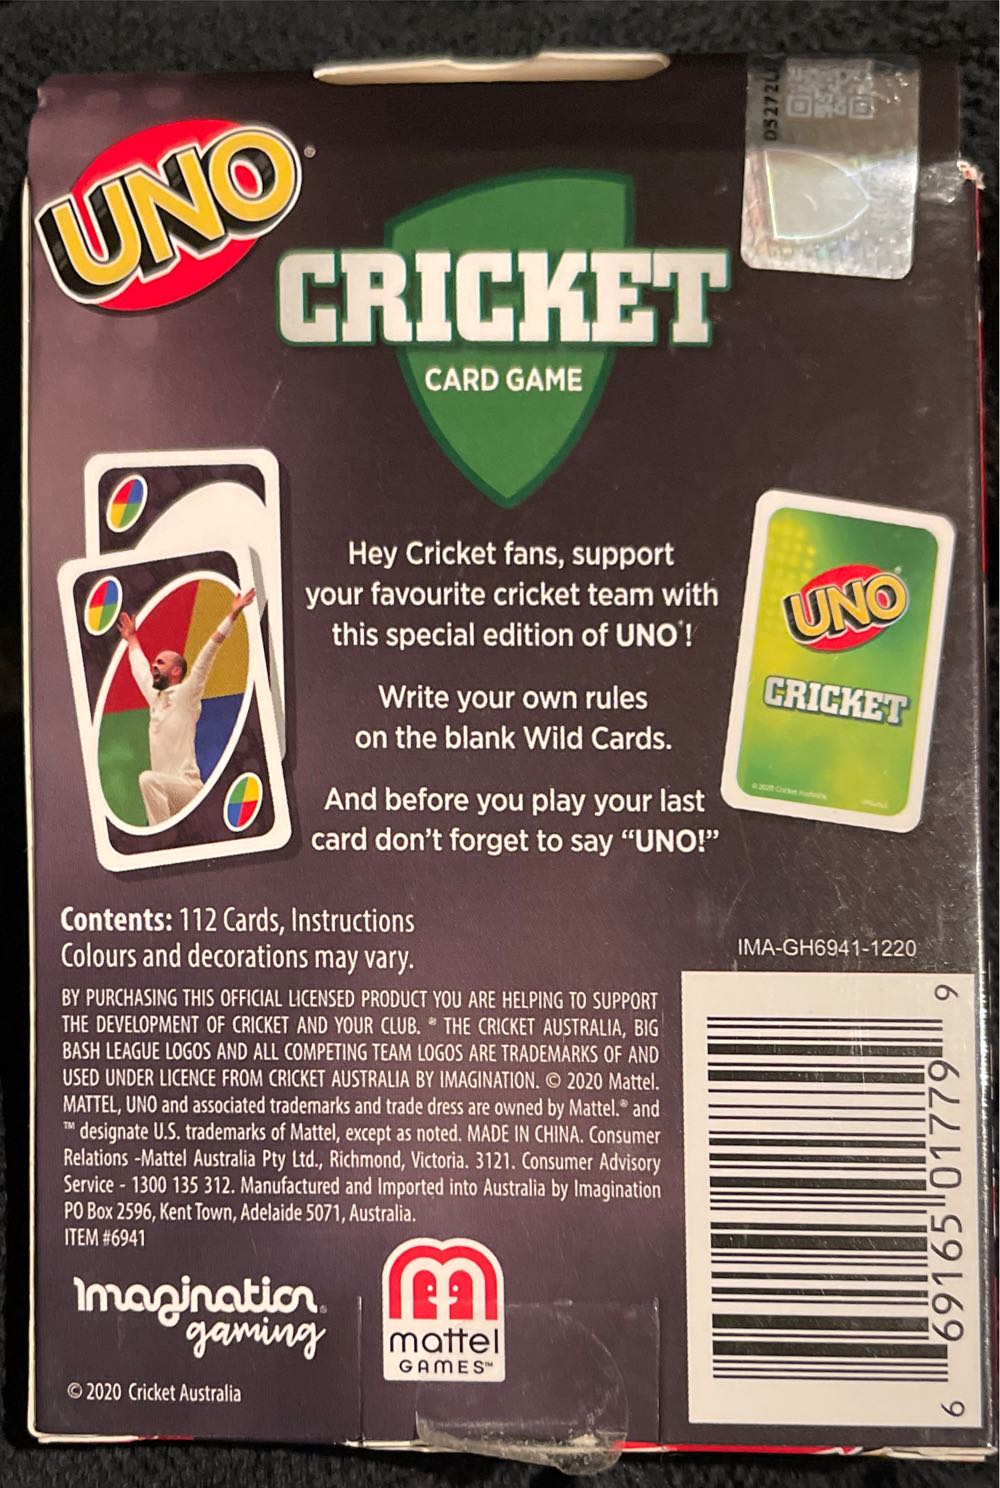 D5272L
UNO®
CRICKET
CARD GAME
Hey Cricket fans, support
your favourite cricket team with
this special edition of UNO®!
Write your own rules
on the blank Wild Cards.
And before you play your last
card don't forget to say “UNO!”
UNO
CRICKET
© 2020 Cricket Australia
Contents: 112 Cards, Instructions
Colours and decorations may vary.
BY PURCHASING THIS OFFICIAL LICENSED PRODUCT YOU ARE HELPING TO SUPPORT
THE DEVELOPMENT OF CRICKET AND YOUR CLUB. ® THE CRICKET AUSTRALIA, BIG
BASH LEAGUE LOGOS AND ALL COMPETING TEAM LOGOS ARE TRADEMARKS OF AND
USED UNDER LICENCE FROM CRICKET AUSTRALIA BY IMAGINATION. © 2020 Mattel.
MATTEL, UNO and associated trademarks and trade dress are owned by Mattel.® and
™ designate U.S. trademarks of Mattel, except as noted. MADE IN CHINA. Consumer
Relations -Mattel Australia Pty Ltd., Richmond, Victoria. 3121. Consumer Advisory
Service - 1300 135 312. Manufactured and Imported into Australia by Imagination
PO Box 2596, Kent Town, Adelaide 5071, Australia.
ITEM #6941
IMA-GH6941-1220
6 69165 01779 9
Imagination®
gaming
mattel
GAMES™
© 2020 Cricket Australia